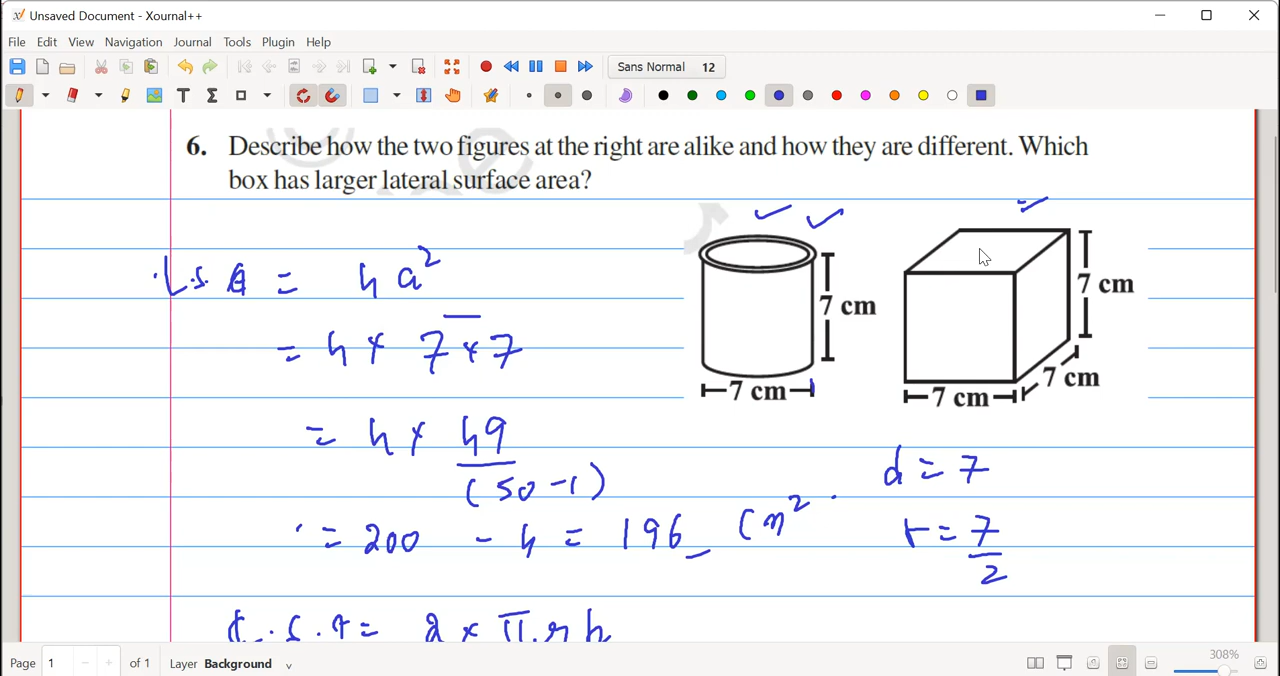 Unsaved Document - Xournal++
File Edit View Navigation Journal Tools Plugin Help
Sans Normal 12
6. Describe how the two figures at the right are alike and how they are different. Which
box has larger lateral surface area?
L.S.A = 4a²
= 4 × 7 × 7
= 4 × 49
(50 - 1)
= 200 - 4 = 196 cm².
7 cm
7 cm
7 cm
7 cm
7 cm
d = 7
r = 7/2
C.S.A = 2 × π r h
Page 1 of 1 Layer Background
308%